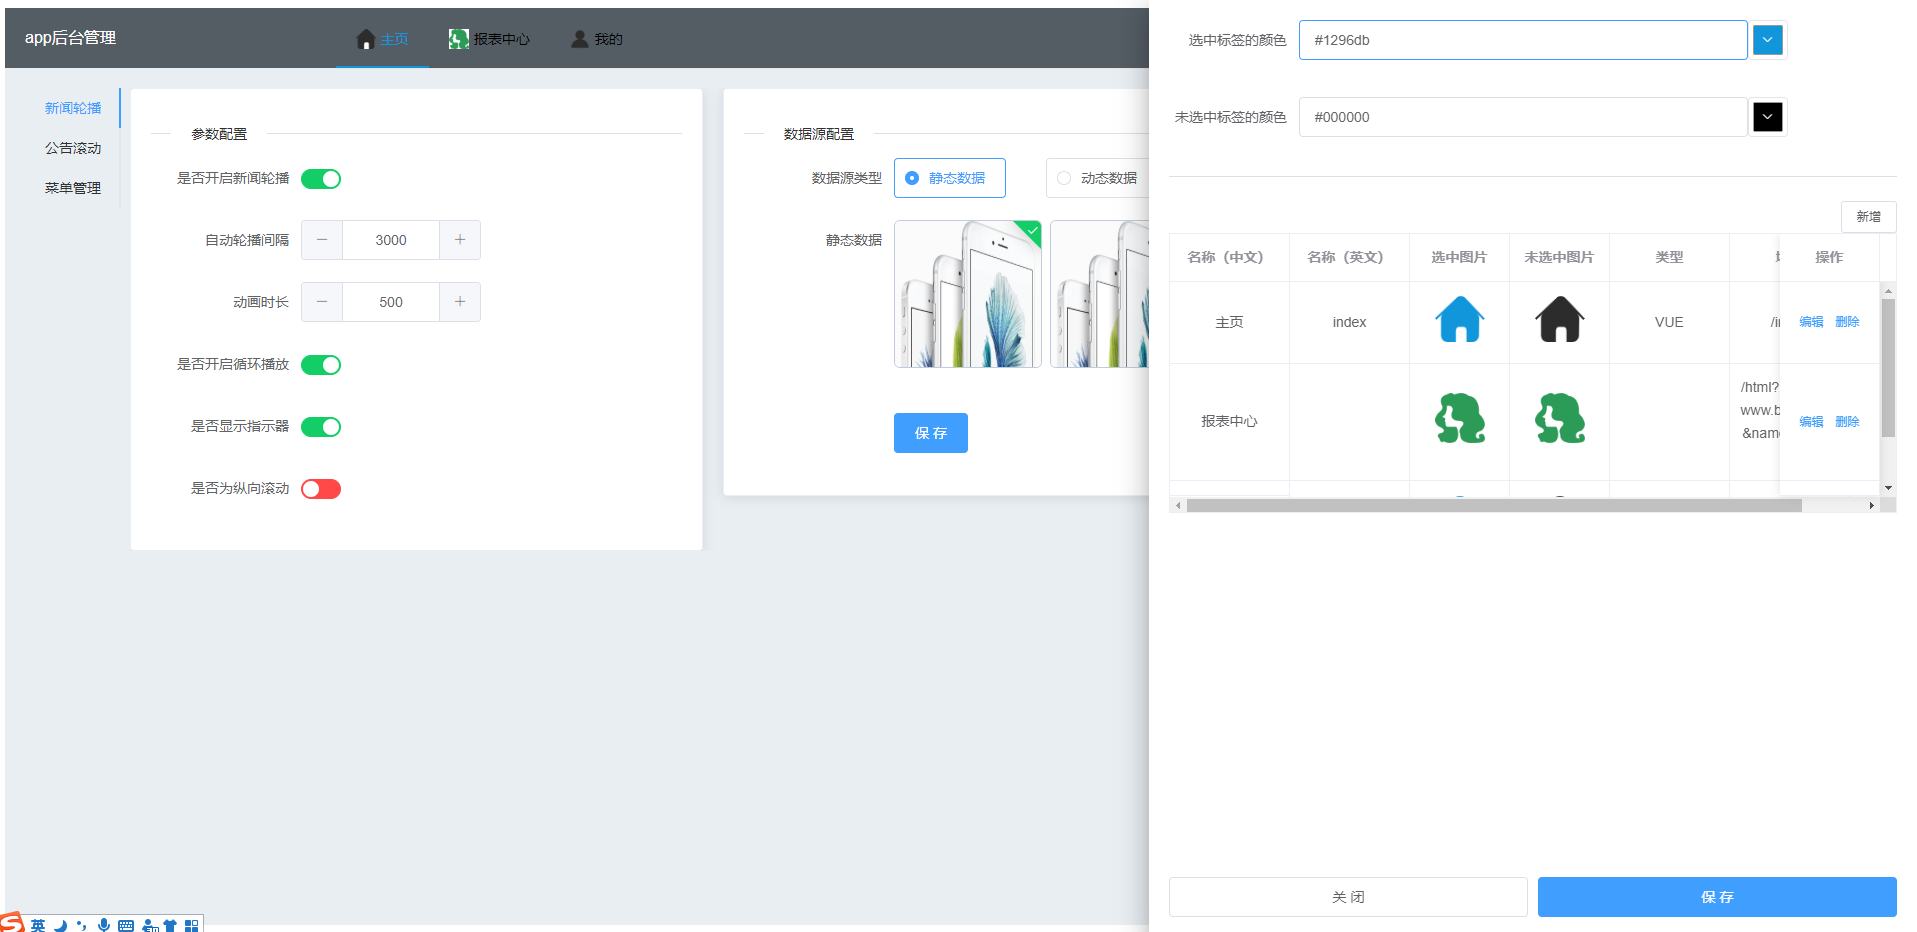 app后台管理
主页
报表中心
我的
新闻轮播
公告滚动
菜单管理
参数配置
是否开启新闻轮播
自动轮播间隔
3000
动画时长
500
是否开启循环播放
是否显示指示器
是否为纵向滚动
数据源配置
数据源类型
静态数据
动态数据
静态数据
保 存
选中标签的颜色
#1296db
未选中标签的颜色
#000000
新增
名称（中文） 名称（英文） 选中图片 未选中图片 类型 操作
主页 index VUE /i 编辑 删除
报表中心 /html?
www.b
&name
编辑 删除
关 闭
保 存
英